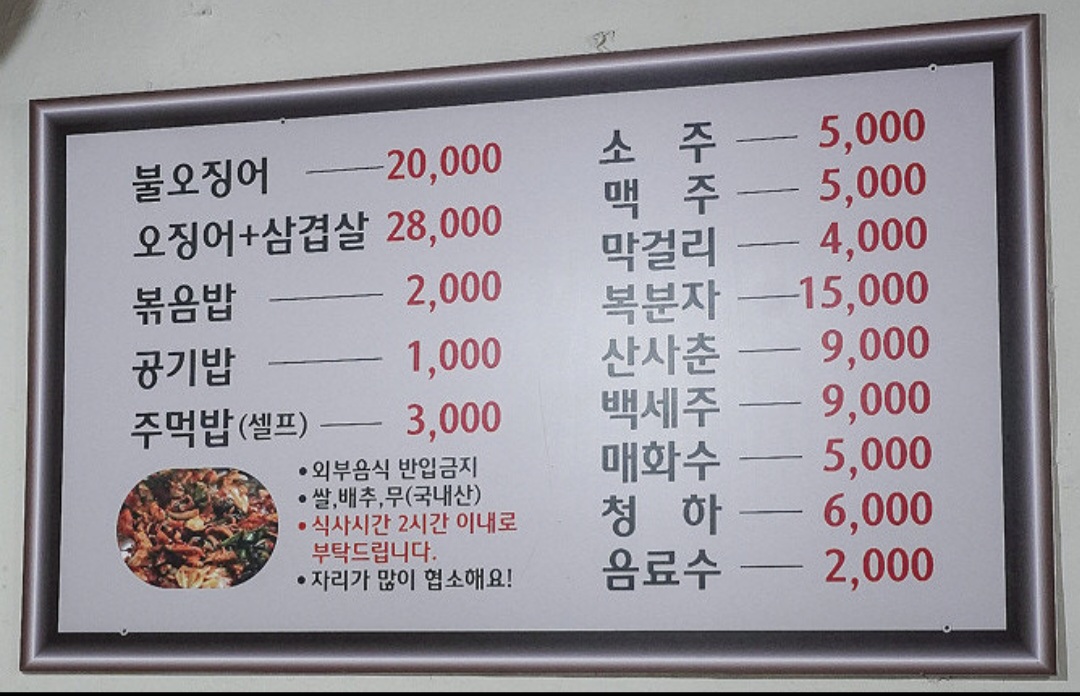 불오징어 20,000
오징어+삼겹살 28,000
볶음밥 2,000
공기밥 1,000
주먹밥(셀프) 3,000
•외부음식 반입금지
•쌀,배추,무(국내산)
•식사시간 2시간 이내로
부탁드립니다.
•자리가 많이 협소해요!
소 주 5,000
맥 주 5,000
막걸리 4,000
복분자 15,000
산사춘 9,000
백세주 9,000
매화수 5,000
청 하 6,000
음료수 2,000